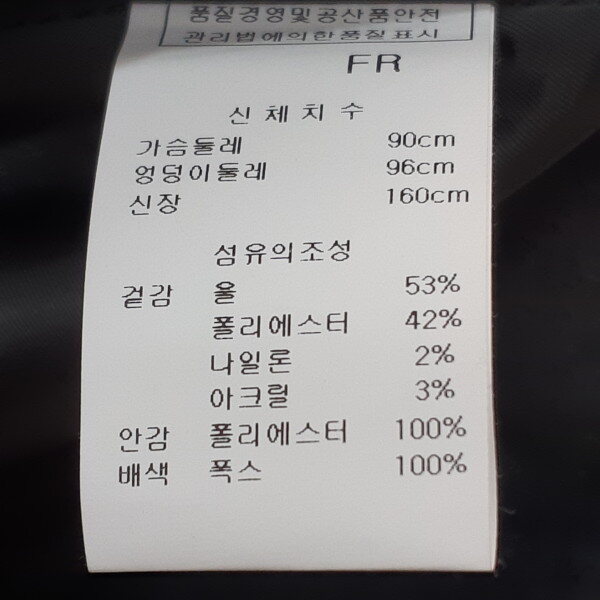 품질경영및공산품안전
관리법에의한품질표시
FR
신체치수
가슴둘레 90cm
엉덩이둘레 96cm
신장 160cm
섬유의조성
겉감 울 53%
폴리에스터 42%
나일론 2%
아크릴 3%
안감 폴리에스터 100%
배색 폭스 100%